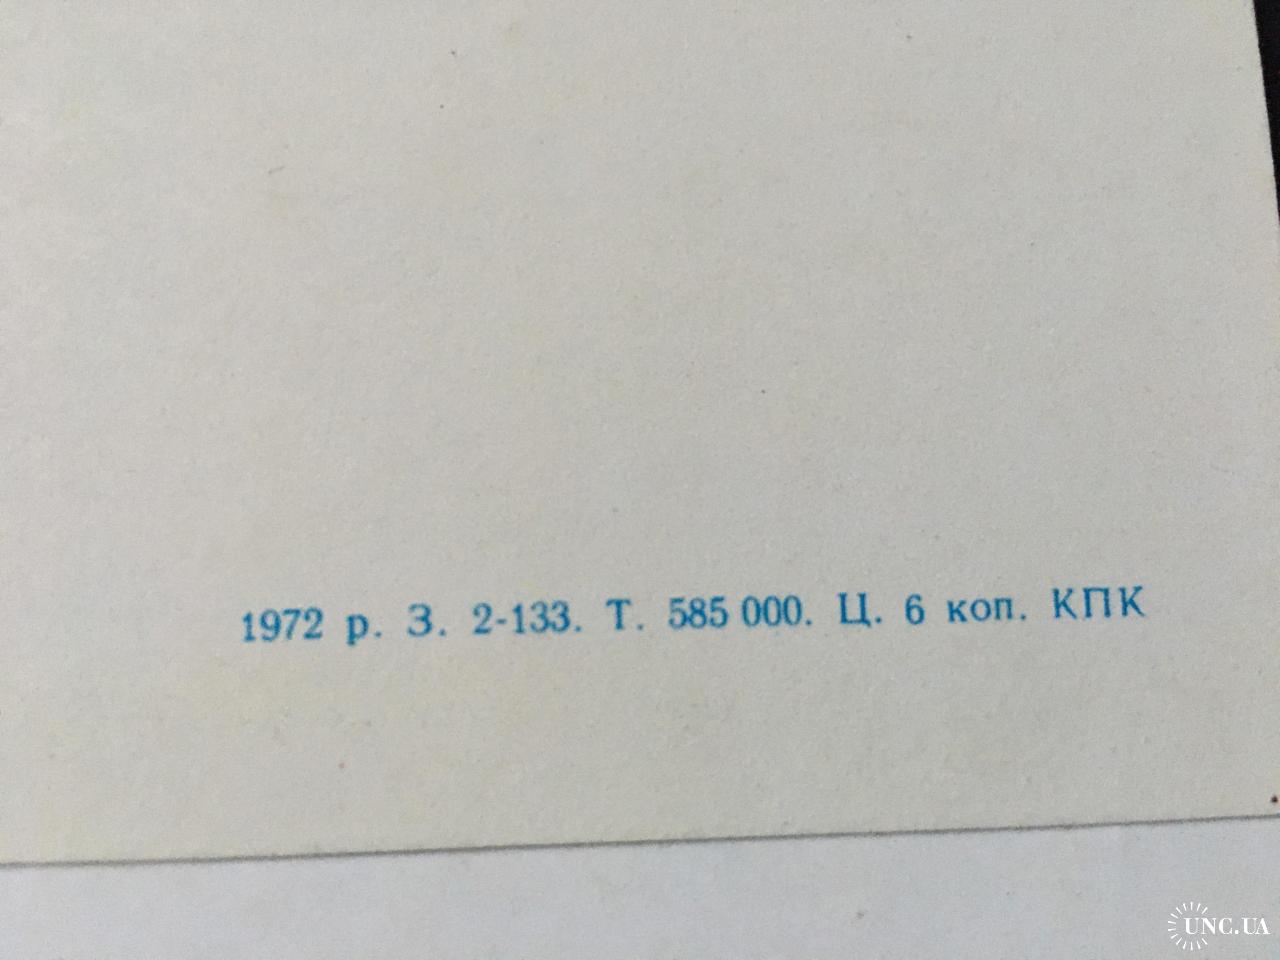 1972 р. З. 2-133. Т. 585 000. Ц. 6 коп. КПК
UNC.UA